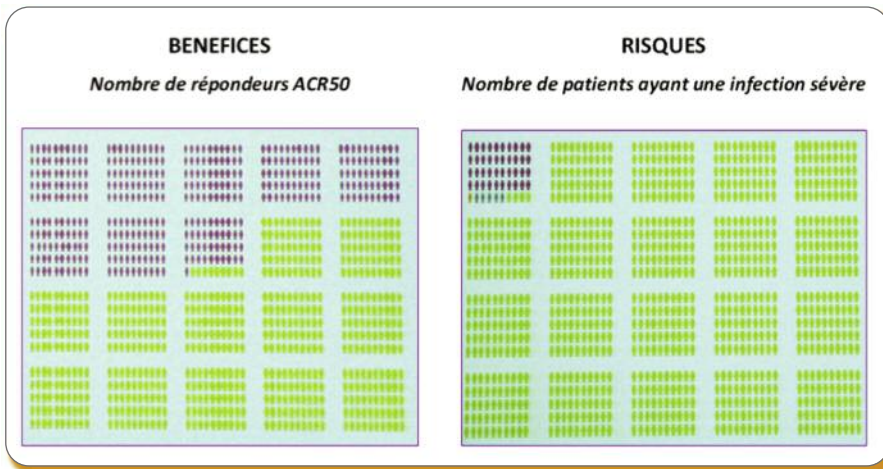 BENEFICES
Nombre de répondeurs ACR50
RISQUES
Nombre de patients ayant une infection sévère